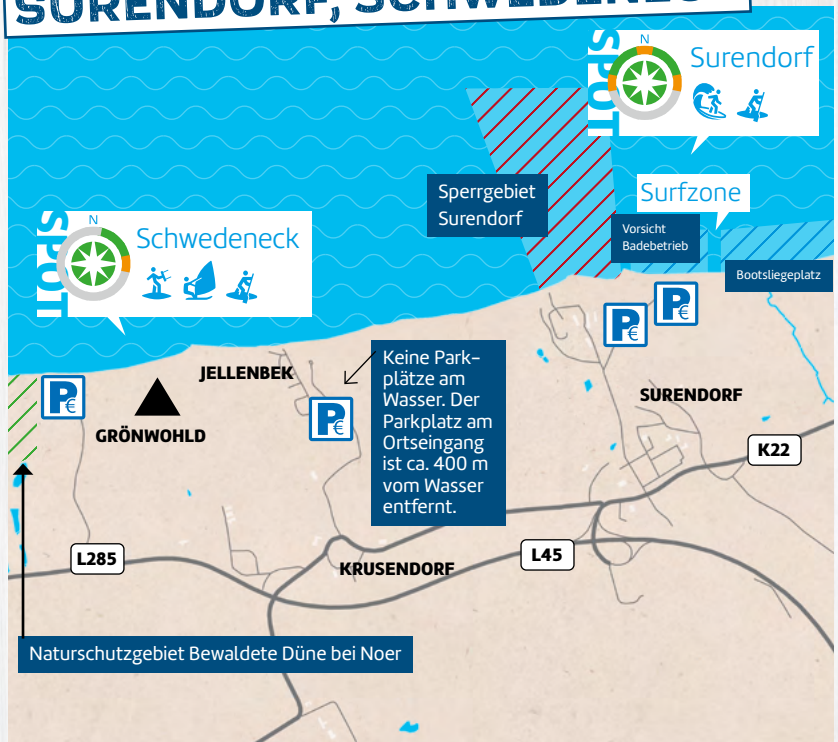 SURENDORF, SCHWEDENECK
N
SPOT
Surendorf
Sperrgebiet
Surendorf
Surfzone
Vorsicht
Badebetrieb
Bootsliegeplatz
N
SPOT
Schwedeneck
P€
P€
P€
P€
JELLENBEK
GRÖNWOHLD
Keine Park-
plätze am
Wasser. Der
Parkplatz am
Ortseingang
ist ca. 400 m
vom Wasser
entfernt.
SURENDORF
K22
L285
KRUSENDORF
L45
Naturschutzgebiet Bewaldete Düne bei Noer